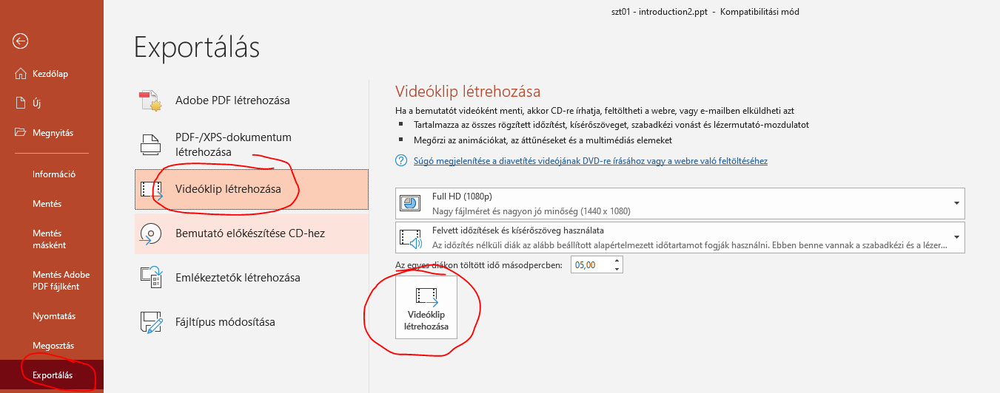 szt01 - introduction2.ppt - Kompatibilitási mód
Exportálás
Kezdőlap
Új
Megnyitás
Információ
Mentés
Mentés
másként
Mentés Adobe
PDF fájlként
Nyomtatás
Megosztás
Exportálás
Adobe PDF létrehozása
PDF-/XPS-dokumentum
létrehozása
Videóklip létrehozása
Bemutató előkészítése CD-hez
Emlékeztetők létrehozása
Fájltípus módosítása
Videóklip létrehozása
Ha a bemutatót videóként menti, akkor CD-re írhatja, feltöltheti a webre, vagy e-mailben elküldheti azt
Tartalmazza az összes rögzített időzítést, kísérőszöveget, szabadkézi vonást és lézermutató-mozdulatot
Megőrzi az animációkat, az áttűnéseket és a multimédiás elemeket
Súgó megjelenítése a diavetítés videójának DVD-re írásához vagy a webre való feltöltéséhez
Full HD (1080p)
Nagy fájlméret és nagyon jó minőség (1440 x 1080)
Felvett időzítések és kísérőszöveg használata
Az időzítés nélküli diák az alább beállított alapértelmezett időtartamot fogják használni. Ebben benne vannak a szabadkézi és a lézer...
Az egyes diákon töltött idő másodpercben: 05,00
Videóklip
létrehozása